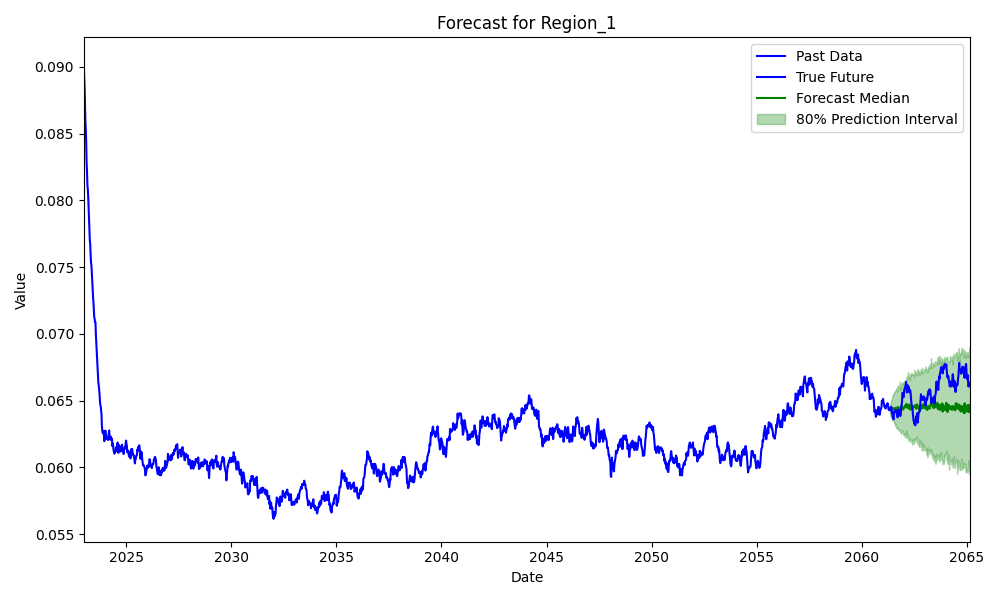 Forecast for Region_1
Past Data
True Future
Forecast Median
80% Prediction Interval
Value
0.090
0.085
0.080
0.075
0.070
0.065
0.060
0.055
2025 2030 2035 2040 2045 2050 2055 2060 2065
Date